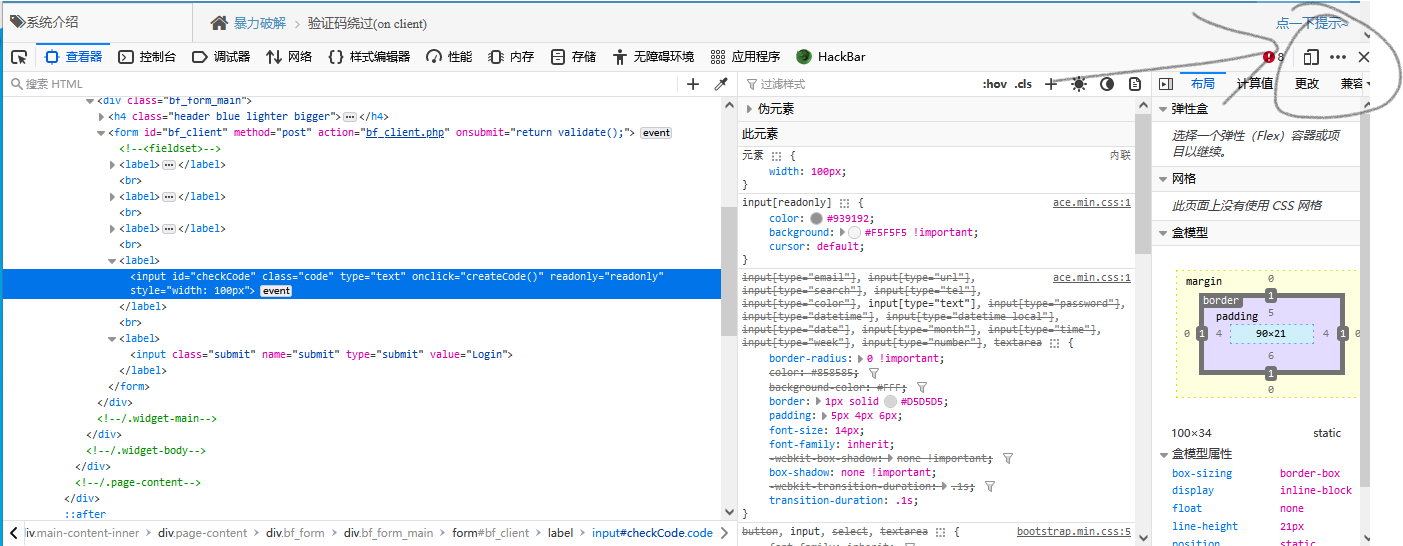 系统介绍
暴力破解 > 验证码绕过(on client)
点一下提示~
查看器 控制台 调试器 网络 样式编辑器 性能 内存 存储 无障碍环境 应用程序 HackBar 8
搜索 HTML
<div class="bf_form_main">
<h4 class="header blue lighter bigger">⋯</h4>
<form id="bf_client" method="post" action="bf_client.php" onsubmit="return validate();"> event
<!--<fieldset>-->
<label>⋯</label>
<br>
<label>⋯</label>
<br>
<label>⋯</label>
<br>
<label>
<input id="checkCode" class="code" type="text" onclick="createCode()" readonly="readonly"
style="width: 100px"> event
</label>
<br>
<label>
<input class="submit" name="submit" type="submit" value="Login">
</label>
</form>
</div>
<!--/.widget-main-->
</div>
<!--/.widget-body-->
</div>
<!--/.page-content-->
</div>
::after
iv.main-content-inner > div.page-content > div.bf_form > div.bf_form_main > form#bf_client > label > input#checkCode.code
过滤样式 :hov .cls
伪元素
此元素
元素 { 内联
width: 100px;
}
input[readonly] { ace.min.css:1
color: #939192;
background: #F5F5F5 !important;
cursor: default;
}
input[type="email"], input[type="url"], ace.min.css:1
input[type="search"], input[type="tel"],
input[type="color"], input[type="text"], input[type="password"],
input[type="datetime"], input[type="datetime-local"],
input[type="date"], input[type="month"], input[type="time"],
input[type="week"], input[type="number"], textarea {
border-radius: 0 !important;
color: #858585;
background-color: #FFF;
border: 1px solid #D5D5D5;
padding: 5px 4px 6px;
font-size: 14px;
font-family: inherit;
-webkit-box-shadow: none !important;
box-shadow: none !important;
-webkit-transition-duration: .1s;
transition-duration: .1s;
}
button, input, select, textarea { bootstrap.min.css:5
font-family: inherit;
布局 计算值 更改 兼容
弹性盒
选择一个弹性（Flex）容器或项
目以继续。
网格
此页面上没有使用 CSS 网格
盒模型
margin 0
border 1
padding 5
0 1 4 90×21 4 1 0
6
1
0
100×34 static
盒模型属性
box-sizing border-box
display inline-block
float none
line-height 21px
position static